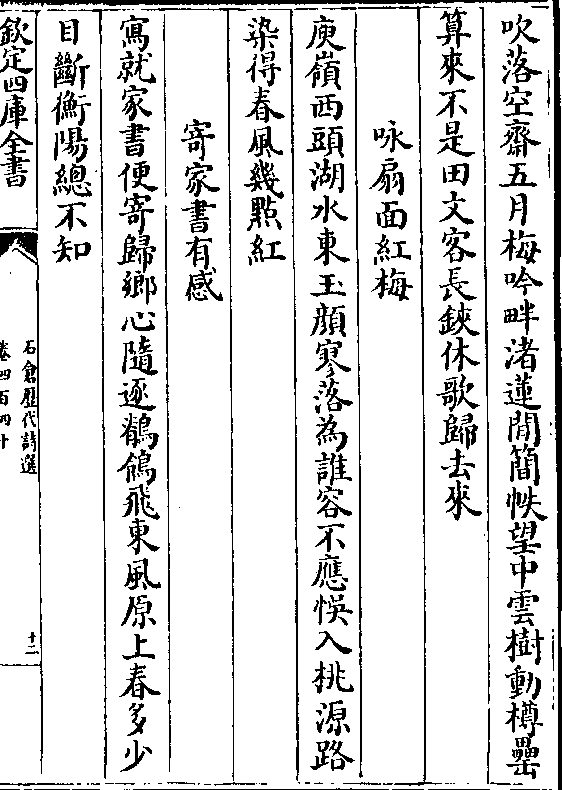 吹落空齋五月梅吟畔渚蓮開簡帙望中雲樹動樽罍
算來不是田文客長鋏休歌歸去來
咏扇面紅梅
庾嶺西頭湖水東玉顔寥落為誰容不應悞入桃源路
染得春風幾點紅
寄家書有感
寫就家書便寄歸鄉心隨逐鶺鴒飛東風原上春多少
目斷衡陽總不知
欽定四庫全書
石倉歴代詩選
卷四百四十
十二